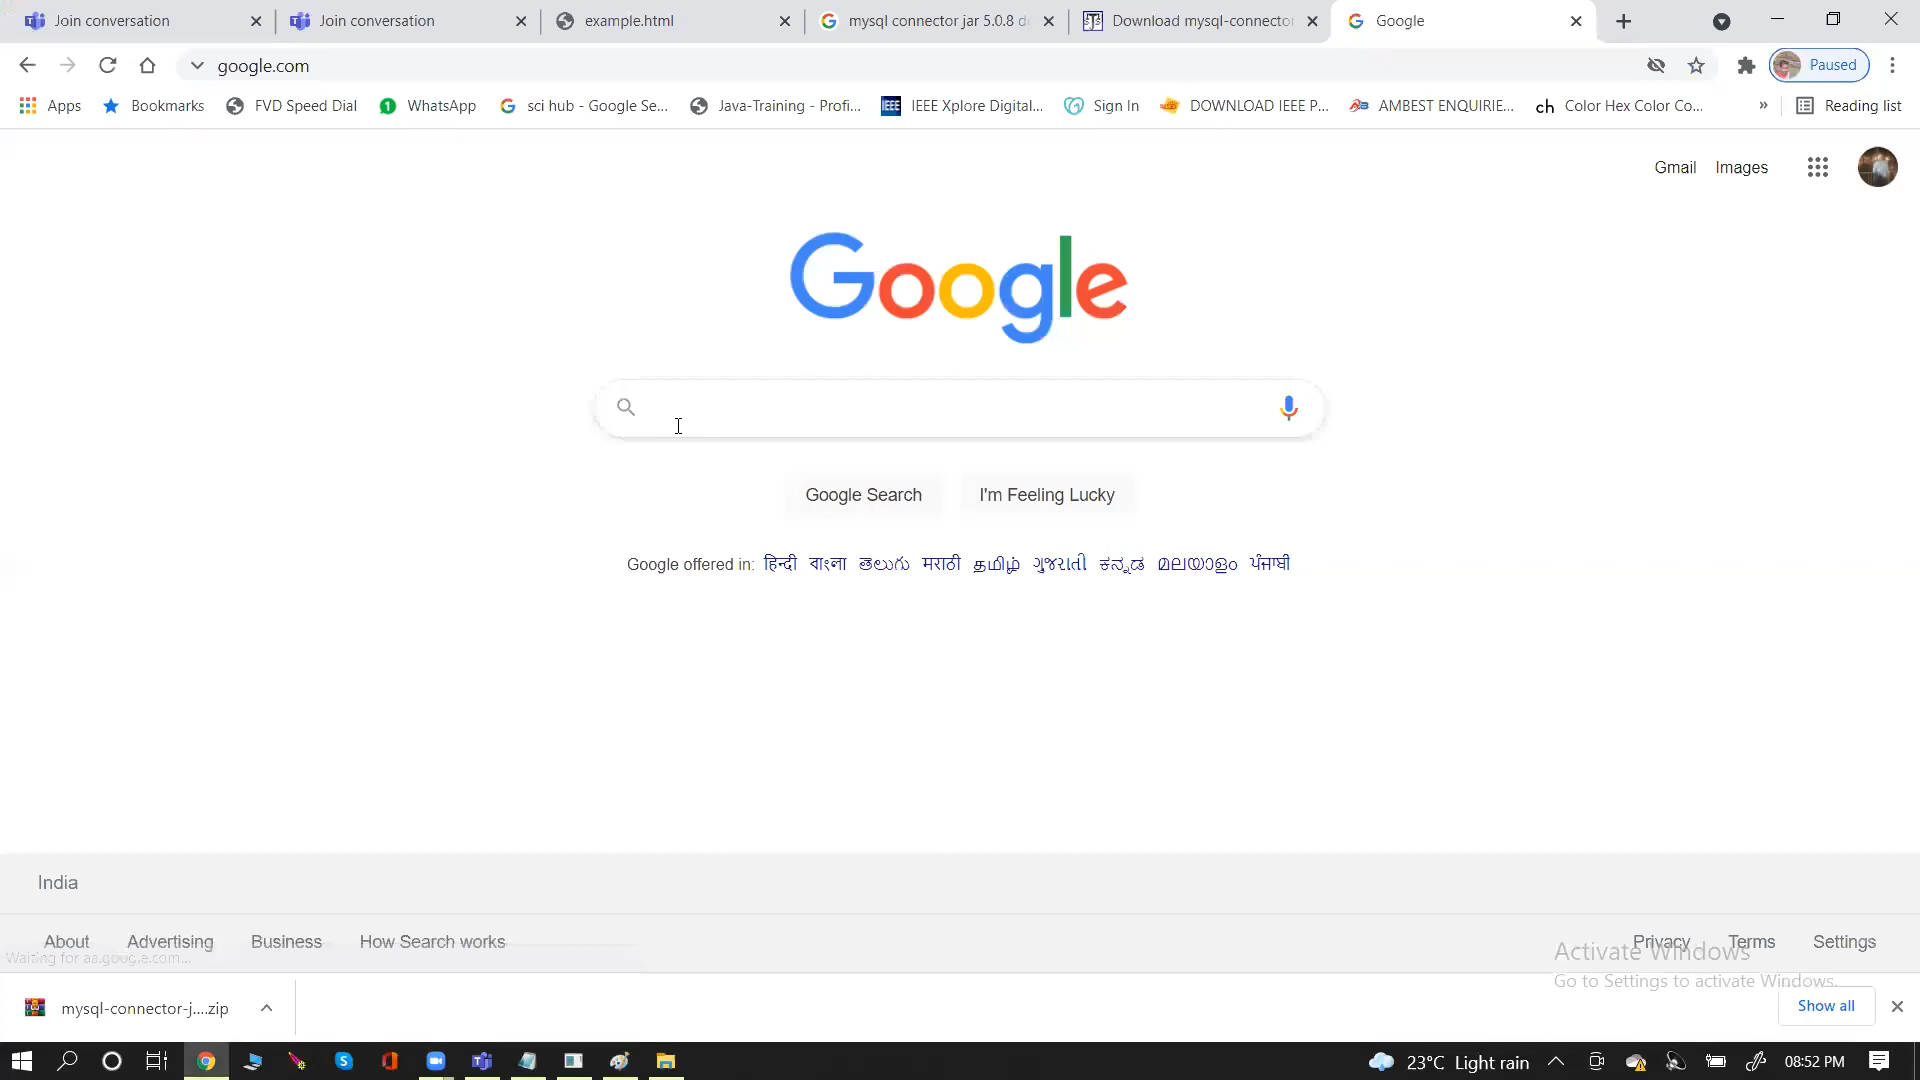 Join conversation
Join conversation
example.html
mysql connector jar 5.0.8 d
Download mysql-connector
Google
google.com
Paused
Apps
Bookmarks
FVD Speed Dial
WhatsApp
sci hub - Google Se...
Java-Training - Profi...
IEEE IEEE Xplore Digital...
Sign In
DOWNLOAD IEEE P...
AMBEST ENQUIRIE...
ch Color Hex Color Co...
»
Reading list
Gmail
Images
Google
Google Search
I'm Feeling Lucky
Google offered in: हिन्दी বাংলা తెలుగు मराठी தமிழ் ગુજરાતી ಕನ್ನಡ മലയാളം ਪੰਜਾਬੀ
India
About
Advertising
Business
How Search works
Privacy
Terms
Settings
Activate Windows
Go to Settings to activate Windows.
mysql-connector-j....zip
Show all
23°C Light rain
08:52 PM